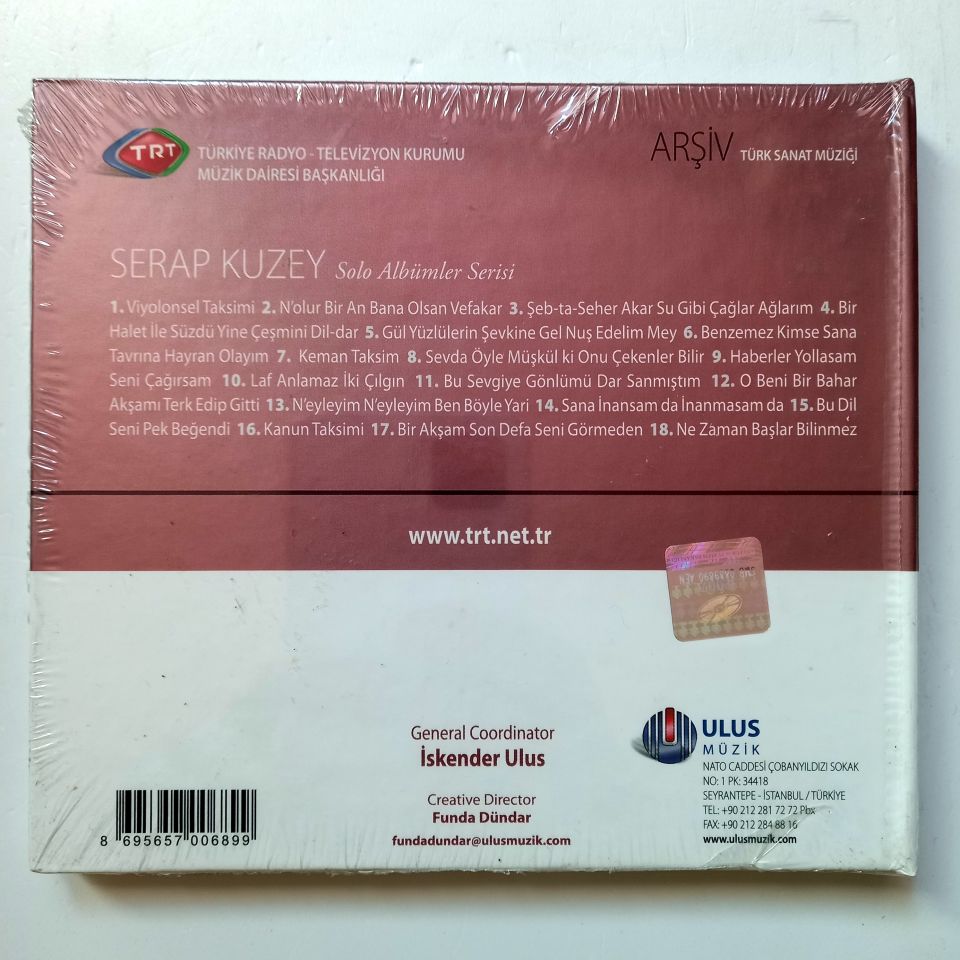 TRT
TÜRKİYE RADYO - TELEVİZYON KURUMU
MÜZİK DAİRESİ BAŞKANLIĞI
ARŞİV TÜRK SANAT MÜZİĞİ
SERAP KUZEY Solo Albümler Serisi
1. Viyolonsel Taksimi 2. N'olur Bir An Bana Olsan Vefakar 3. Şeb-ta-Seher Akar Su Gibi Çağlar Ağlarım 4. Bir
Halet İle Süzdü Yine Çeşmini Dil-dar 5. Gül Yüzlülerin Şevkine Gel Nuş Edelim Mey 6. Benzemez Kimse Sana
Tavrına Hayran Olayım 7. Keman Taksim 8. Sevda Öyle Müşkül ki Onu Çekenler Bilir 9. Haberler Yollasam
Seni Çağırsam 10. Laf Anlamaz İki Çılgın 11. Bu Sevgiye Gönlümü Dar Sanmıştım 12. O Beni Bir Bahar
Akşamı Terk Edip Gitti 13. N'eyleyim N'eyleyim Ben Böyle Yari 14. Sana İnansam da İnanmasam da 15. Bu Dil
Seni Pek Beğendi 16. Kanun Taksimi 17. Bir Akşam Son Defa Seni Görmeden 18. Ne Zaman Başlar Bilinmez
www.trt.net.tr
General Coordinator
İskender Ulus
Creative Director
Funda Dündar
fundadundar@ulusmuzik.com
8 695657 006899
ULUS
MÜZİK
NATO CADDESİ ÇOBANYILDIZI SOKAK
NO: 1 PK: 34418
SEYRANTEPE - İSTANBUL / TÜRKİYE
TEL: +90 212 281 72 72 Pbx
FAX: +90 212 284 88 16
www.ulusmuzik.com